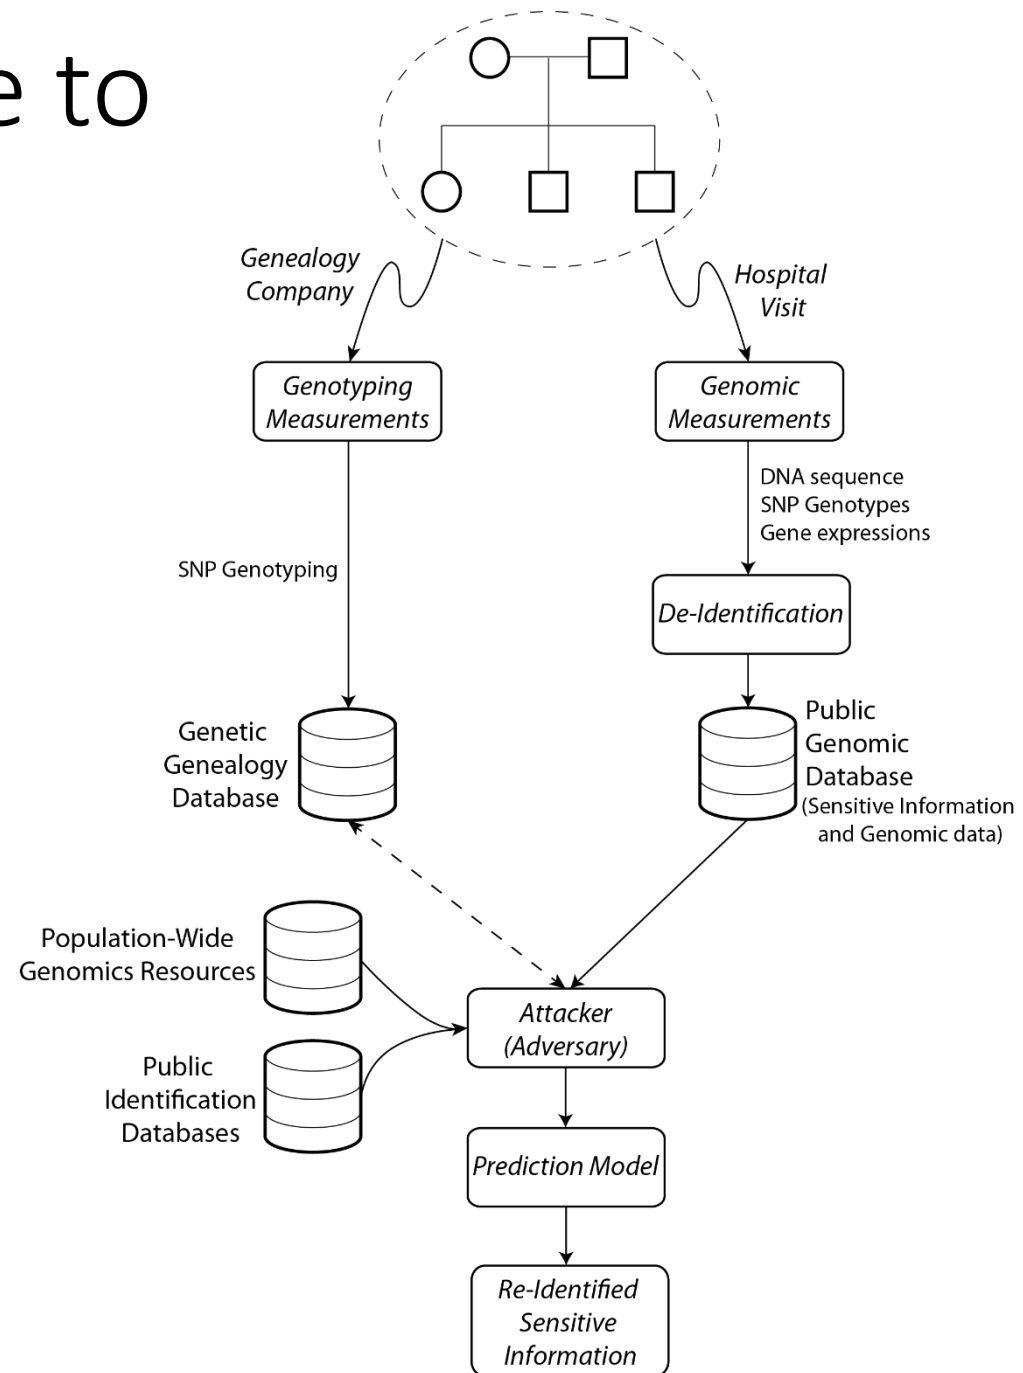 e to
Genealogy
Company
Hospital
Visit
Genotyping
Measurements
Genomic
Measurements
DNA sequence
SNP Genotypes
Gene expressions
SNP Genotyping
De-Identification
Genetic
Genealogy
Database
Public
Genomic
Database
(Sensitive Information
and Genomic data)
Population-Wide
Genomics Resources
Attacker
(Adversary)
Public
Identification
Databases
Prediction Model
Re-Identified
Sensitive
Information